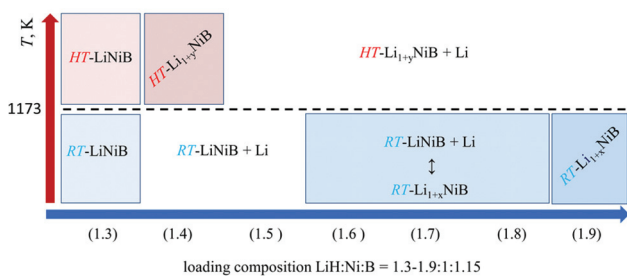 T, K
HT-LiNiB
HT-Li₁₊yNiB
HT-Li₁₊yNiB + Li
1173
RT-LiNiB
RT-LiNiB + Li
RT-LiNiB + Li
↕
RT-Li₁₊ₓNiB
RT-Li₁₊ₓNiB
(1.3) (1.4) (1.5) (1.6) (1.7) (1.8) (1.9)
loading composition LiH:Ni:B = 1.3-1.9:1:1.15